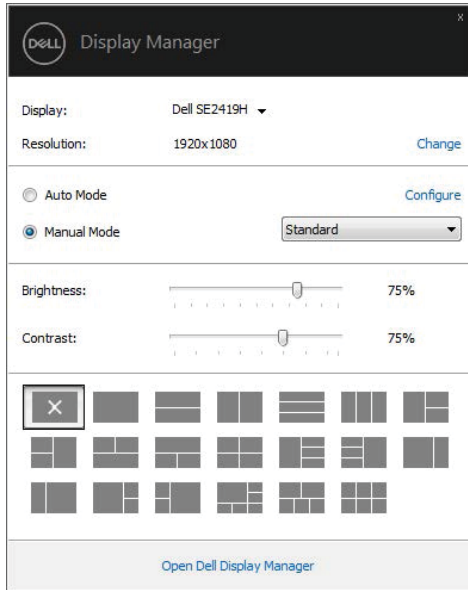 x
DELL Display Manager
Display: Dell SE2419H
Resolution: 1920x1080 Change
Auto Mode Configure
Manual Mode Standard
Brightness: 75%
Contrast: 75%
Open Dell Display Manager